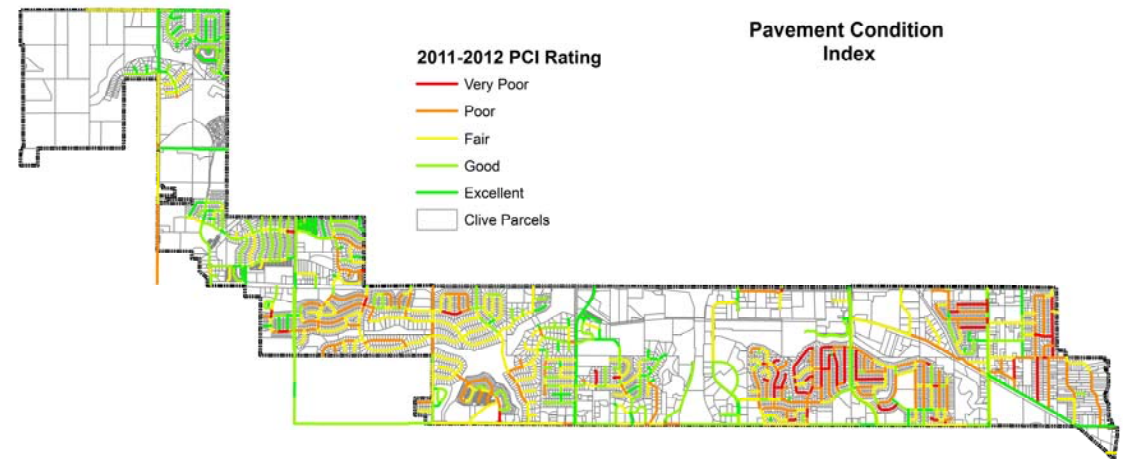 Pavement Condition
Index
2011-2012 PCI Rating
Very Poor
Poor
Fair
Good
Excellent
Clive Parcels